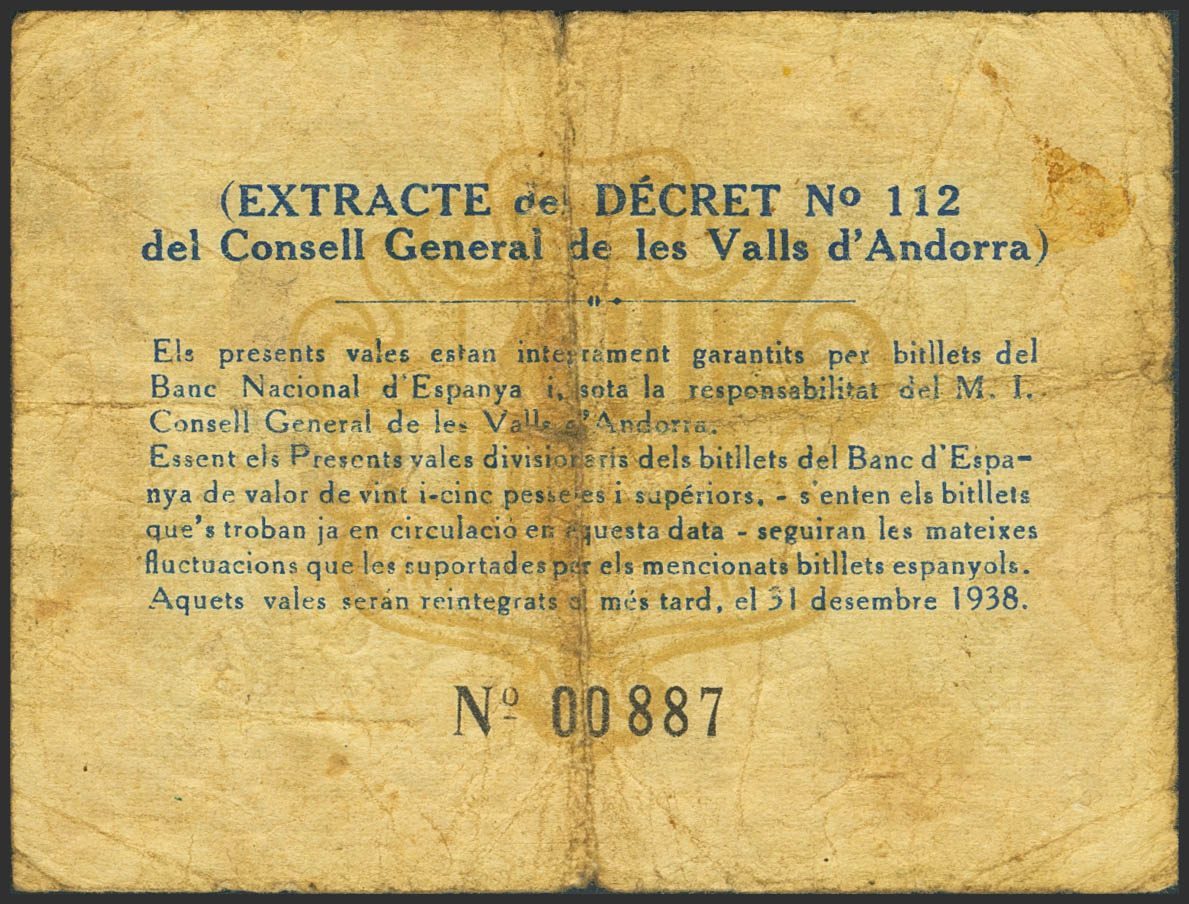 (EXTRACTE del DÉCRET Nº 112
del Consell General de les Valls d'Andorra)
Els presents vales estan integrament garantits per bitllets del
Banc Nacional d'Espanya i, sota la responsabilitat del M. I.
Consell General de les Valls d'Andorra.
Essent els Presents vales divisionaris dels bitllets del Banc d'Espa-
nya de valor de vint i-cinc pessetes i supériors, - s'enten els bitllets
que's troban ja en circulació en aquesta data - seguiran les mateixes
fluctuacions que les suportades per els mencionats bitllets espanyols.
Aquets vales serán reintegrats el més tard, el 31 desembre 1938.
Nº 00887